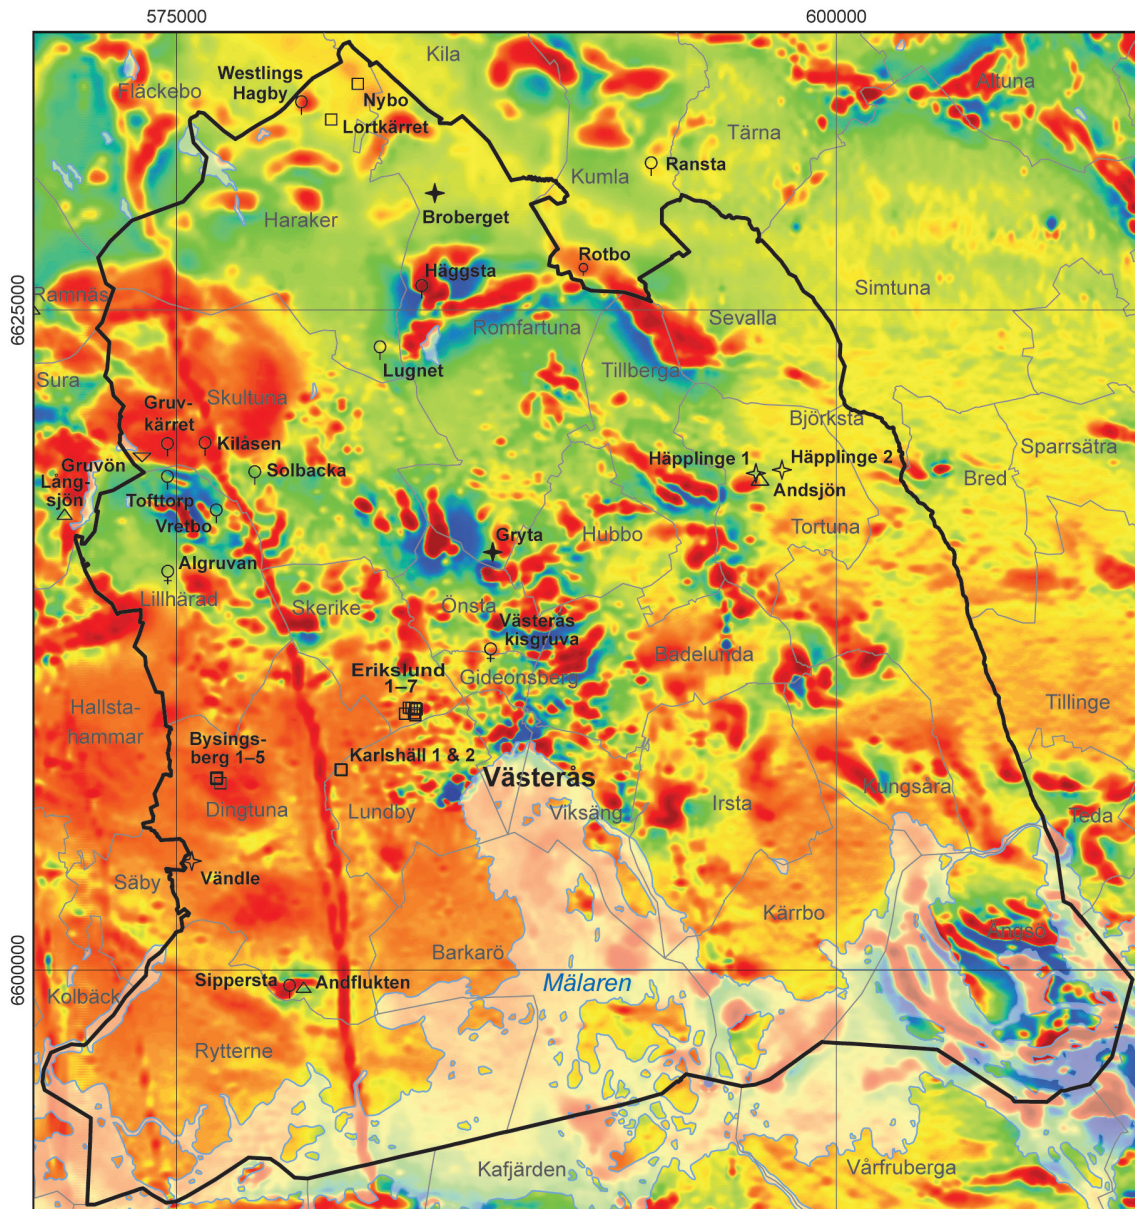 575000
600000
Kila
Westlings
Hagby
Fläckebo
Nybo
Altuna
Lortkärret
Tärna
Ransta
Kumla
Haraker
Broberget
Rotbo
Häggsta
Simtuna
Ramnäs
6625000
Romfartuna
Sevalla
Lugnet
Tillberga
Sura
Skultuna
Gruv-
kärret
Björksta
Kilåsen
Sparrsätra
Gruvön
Solbacka
Häpplinge 1
Häpplinge 2
Bred
Lång-
sjön
Andsjön
Tofttorp
Vretbo
Tortuna
Hubbo
Gryta
Algruvan
Lillhärad
Skerike
Önsta
Västerås
kisgruva
Badelunda
Erikslund
1–7
Gideonsberg
Tillinge
Hallsta-
hammar
Bysings-
berg 1–5
Karlshäll 1 & 2
Västerås
Kungsåra
Dingtuna
Lundby
Viksäng
Irsta
Teda
Säby
Vändle
Kärrbo
Ängsö
Barkarö
6600000
Sippersta
Andflukten
Mälaren
Kolbäck
Rytterne
Kafjärden
Vårfruberga